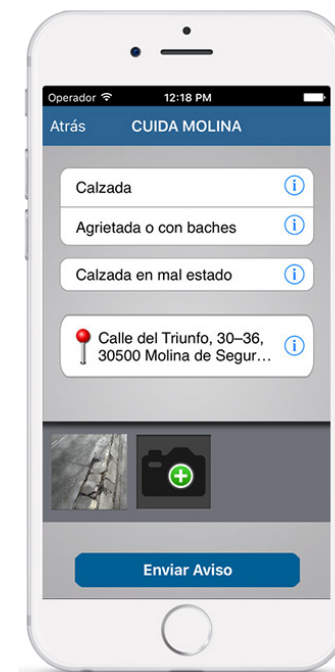 Operador 12:18 PM
Atrás CUIDA MOLINA
Calzada
Agrietada o con baches
Calzada en mal estado
Calle del Triunfo, 30–36,
30500 Molina de Segur...
Enviar Aviso